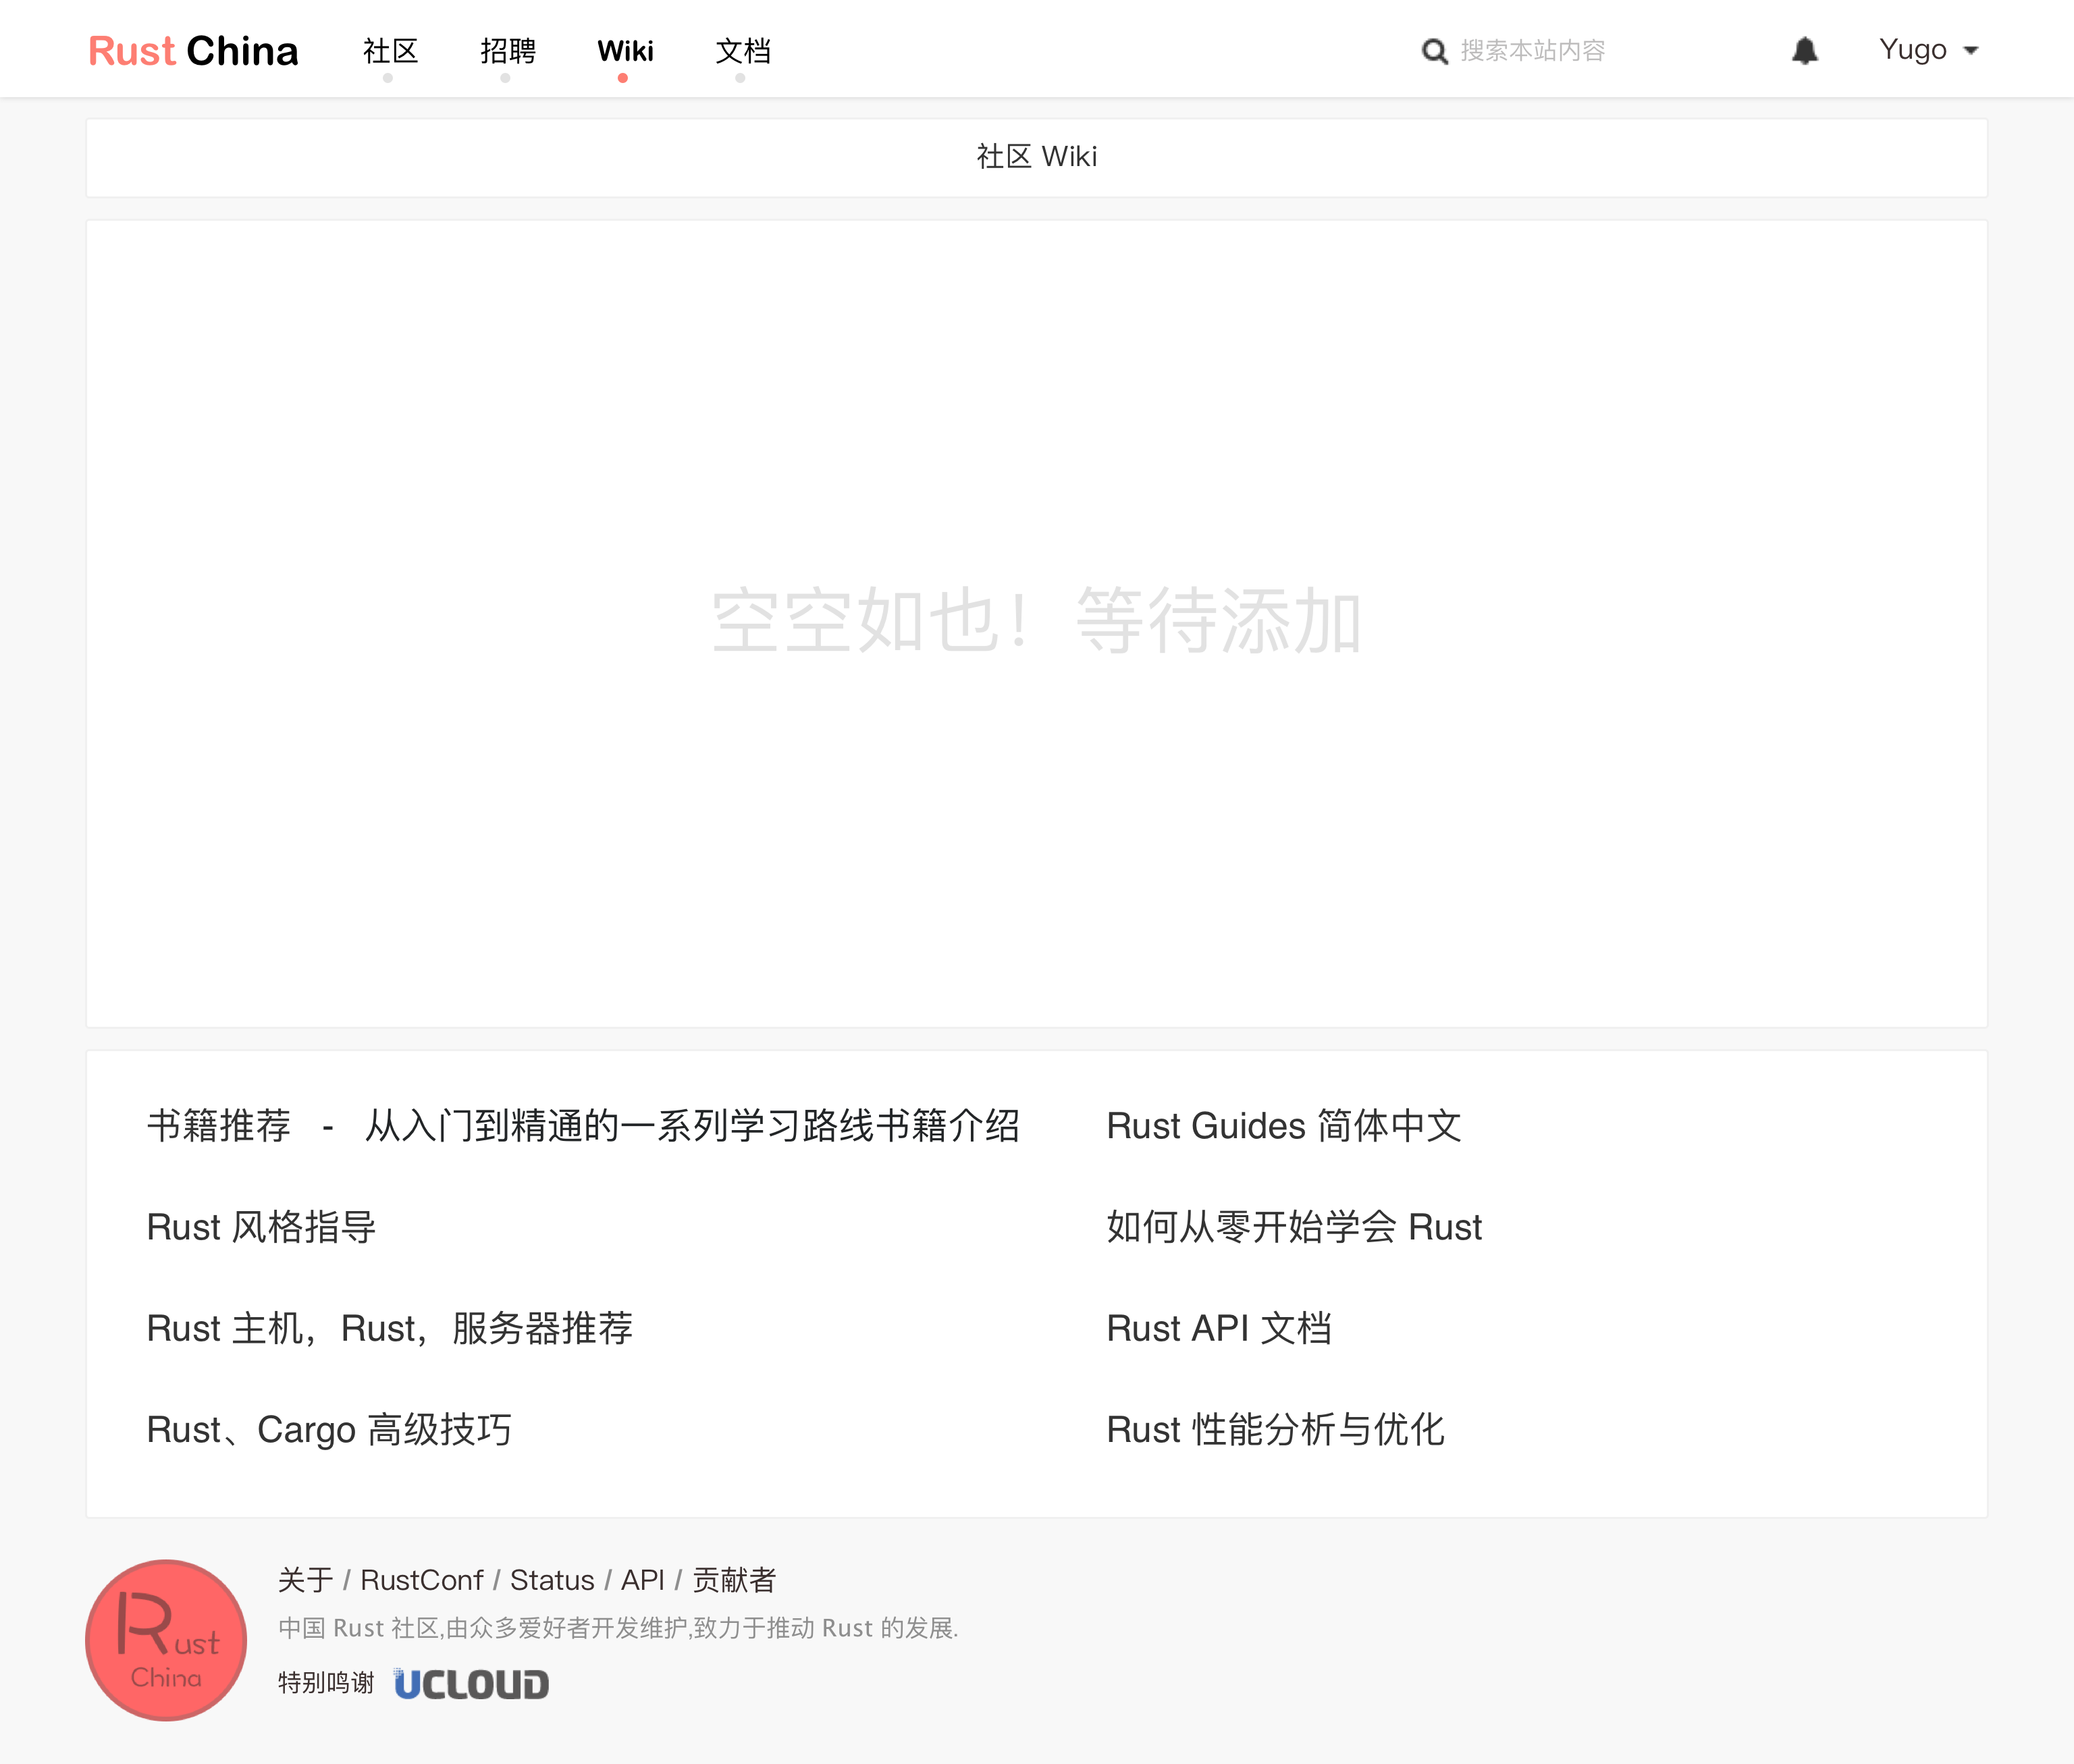 Rust China 社区 招聘 Wiki 文档 搜索本站内容 Yugo
社区 Wiki
空空如也！等待添加
书籍推荐 - 从入门到精通的一系列学习路线书籍介绍 Rust Guides 简体中文
Rust 风格指导 如何从零开始学会 Rust
Rust 主机，Rust，服务器推荐 Rust API 文档
Rust、Cargo 高级技巧 Rust 性能分析与优化
Rust
China
关于 / RustConf / Status / API / 贡献者
中国 Rust 社区,由众多爱好者开发维护,致力于推动 Rust 的发展.
特别鸣谢 UCLOUD